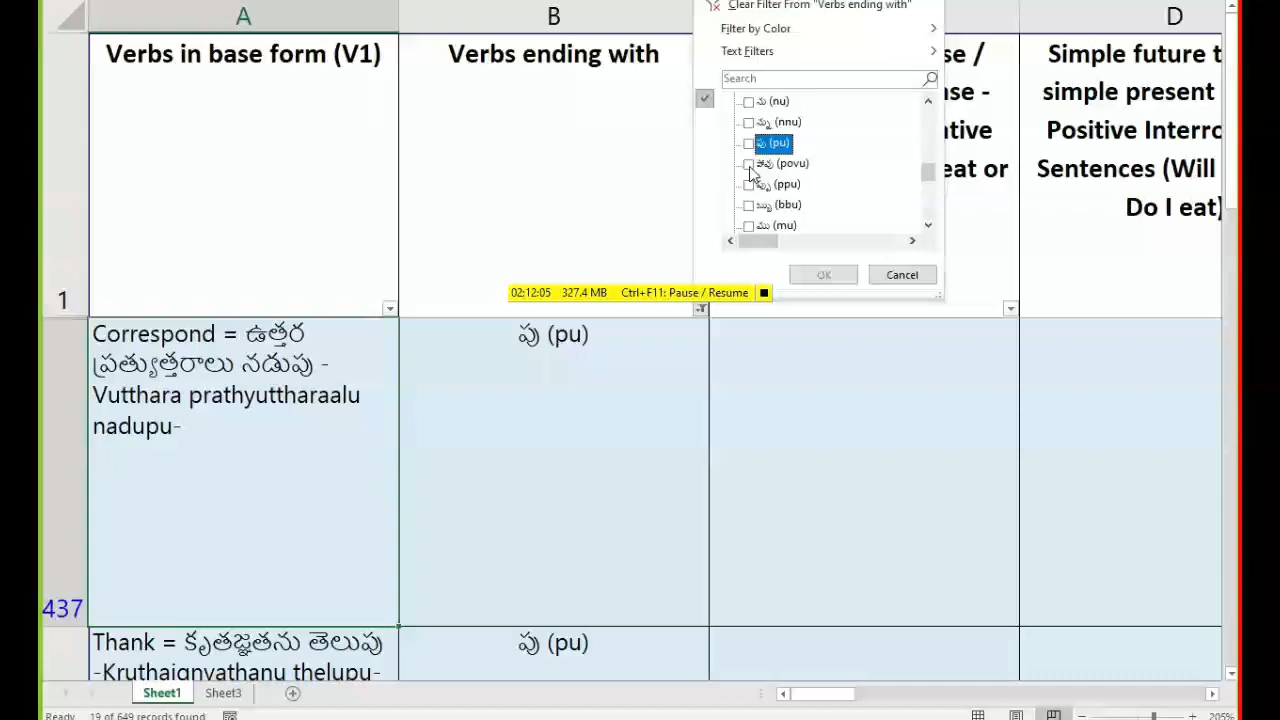 A
B
D
Clear Filter From "Verbs ending with"
Filter by Color
Text Filters
Search
ను (nu)
న్ను (nnu)
పు (pu)
పోవు (povu)
ప్పు (ppu)
బ్బు (bbu)
ము (mu)
OK
Cancel
02:12:05 327.4 MB Ctrl+F11: Pause / Resume
1
Verbs in base form (V1)
Verbs ending with
se /
nse -
ative
eat or
Simple future t
simple present
Positive Interro
Sentences (Will
Do I eat)
437
Correspond = ఉత్తర
ప్రత్యుత్తరాలు నడుపు -
Vutthara prathyuttharaalu
nadupu-
పు (pu)
Thank = కృతజ్ఞతను తెలుపు
-Kruthajgnyathanu thelupu-
పు (pu)
Sheet1 Sheet3
Ready 19 of 649 records found
205%